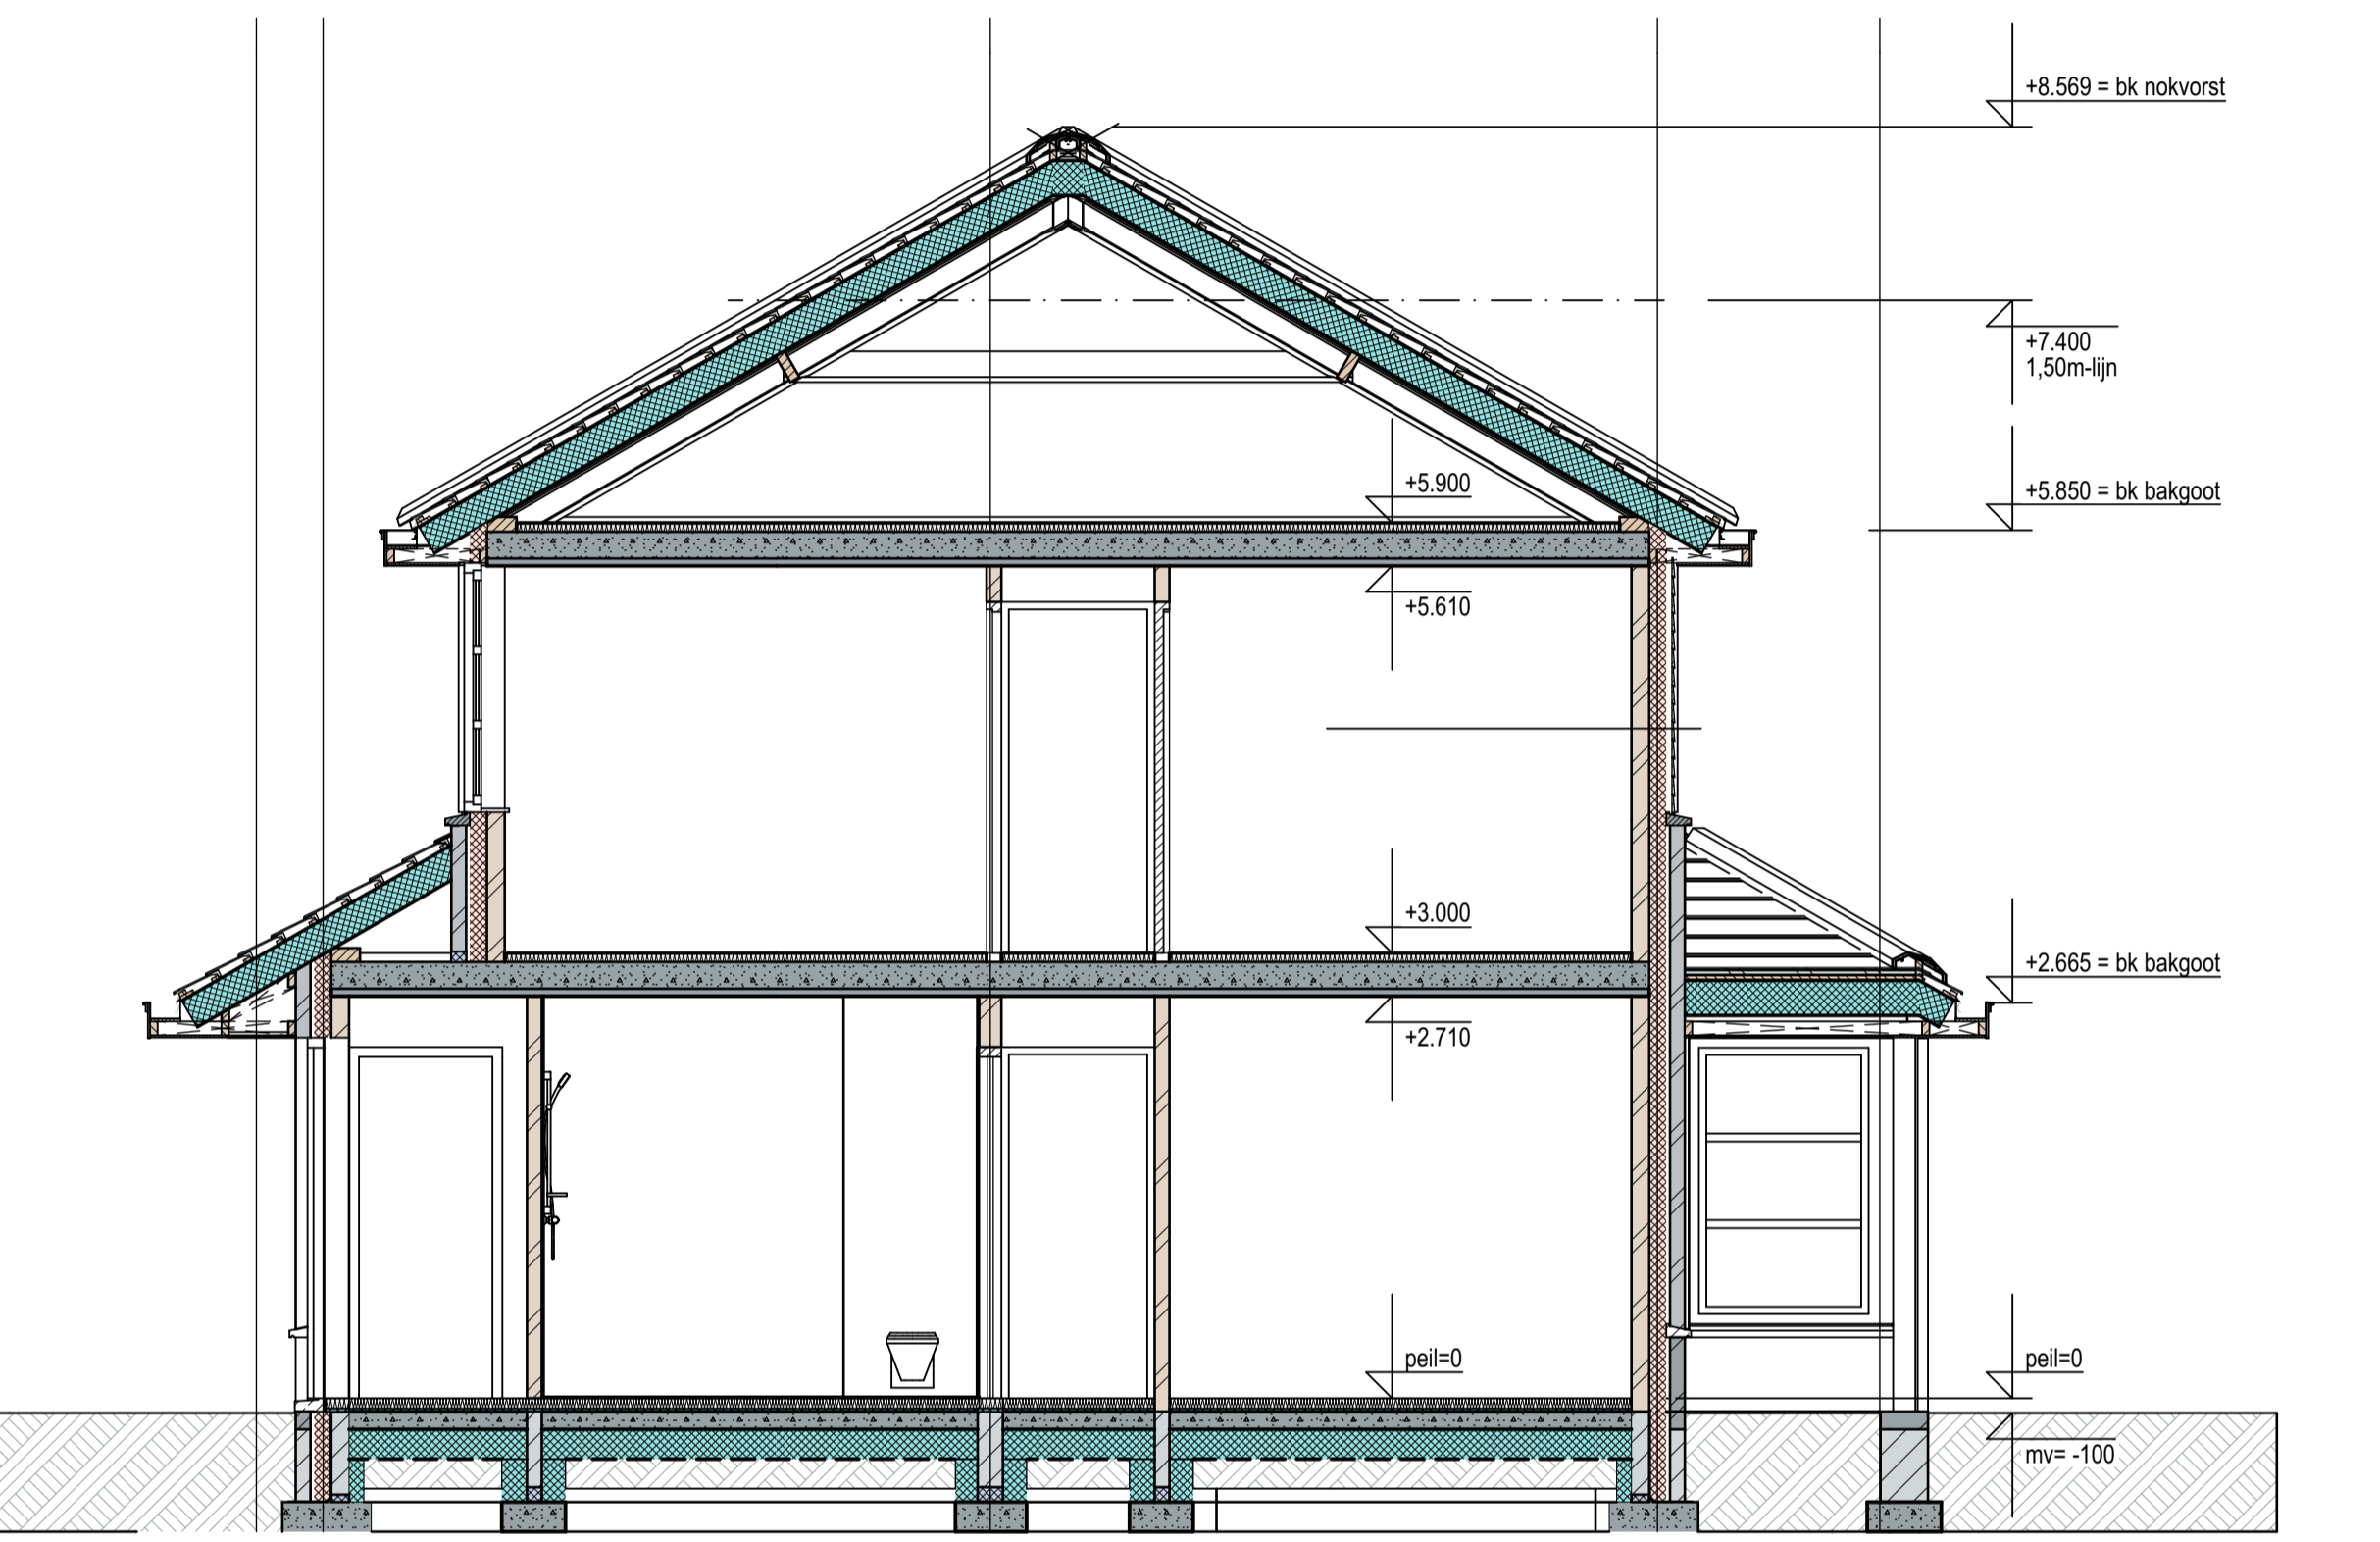 +8.569 = bk nokvorst
+7.400
1,50m-lijn
+5.900
+5.850 = bk bakgoot
+5.610
+3.000
+2.665 = bk bakgoot
+2.710
peil=0
peil=0
mv= -100